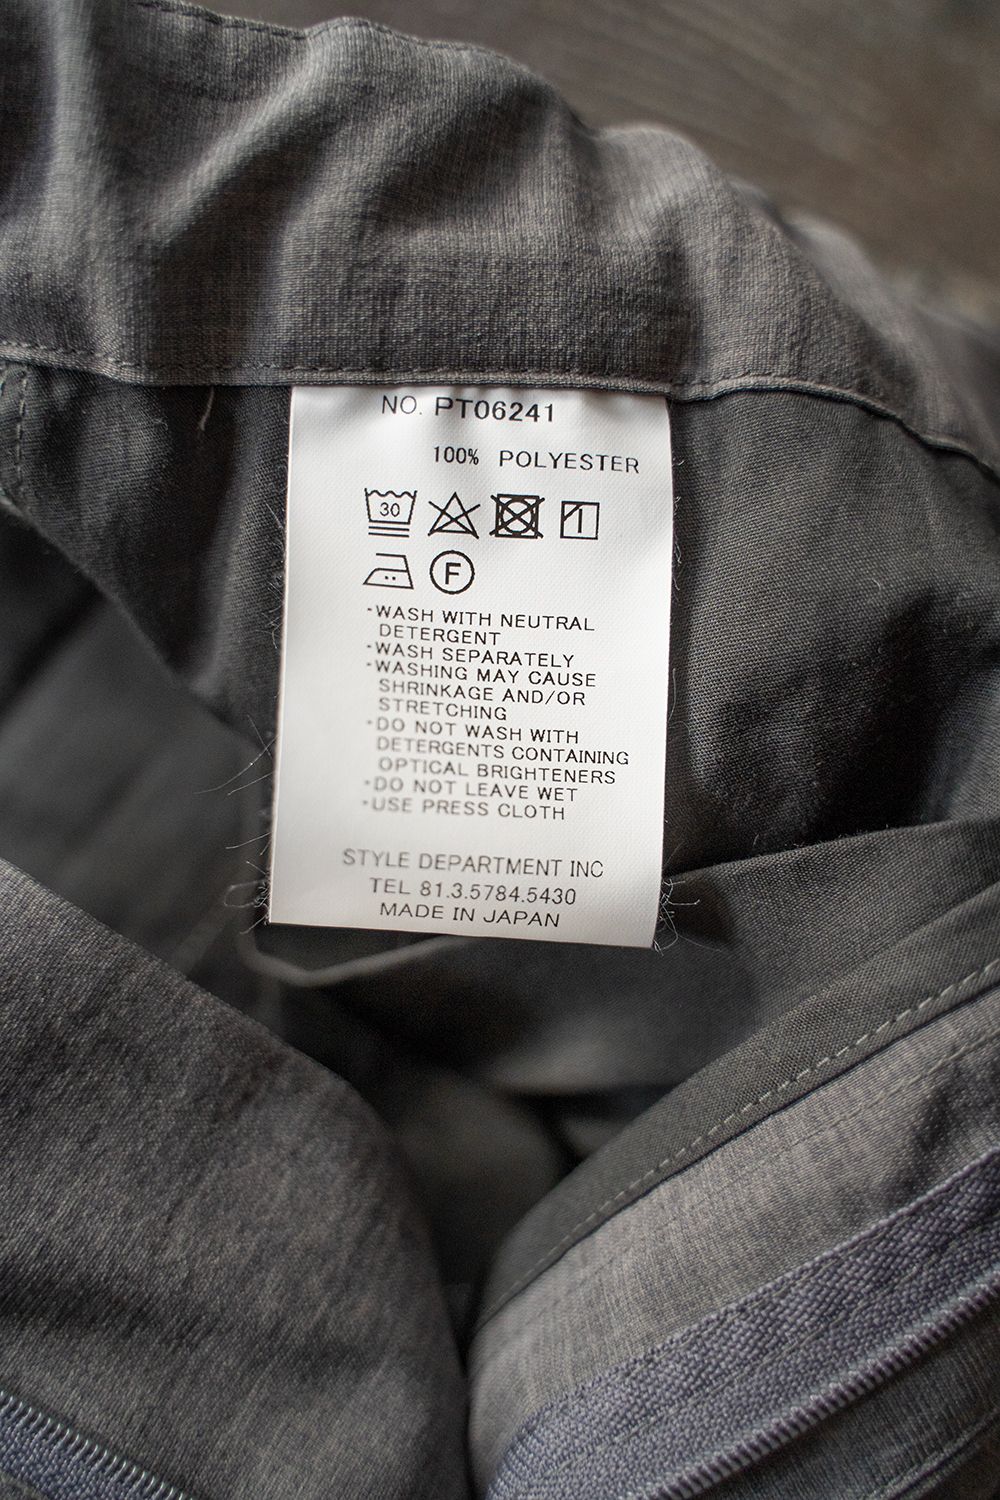 NO. PT06241
100% POLYESTER
30
F
･WASH WITH NEUTRAL
DETERGENT
･WASH SEPARATELY
･WASHING MAY CAUSE
SHRINKAGE AND/OR
STRETCHING
･DO NOT WASH WITH
DETERGENTS CONTAINING
OPTICAL BRIGHTENERS
･DO NOT LEAVE WET
･USE PRESS CLOTH
STYLE DEPARTMENT INC
TEL 81.3.5784.5430
MADE IN JAPAN